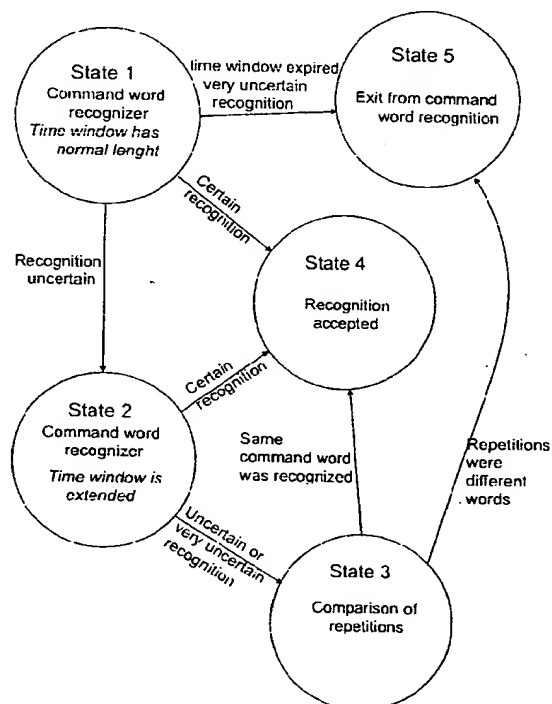 State 1
Command word
recognizer
Time window has
normal lenght
time window expired
very uncertain
recognition
State 5
Exit from command
word recognition
Certain
recognition
Recognition
uncertain
State 4
Recognition
accepted
State 2
Command word
recognizer
Time window is
extended
Certain
recognition
Same
command word
was recognized
Repetitions
were
different
words
Uncertain or
very uncertain
recognition
State 3
Comparison of
repetitions